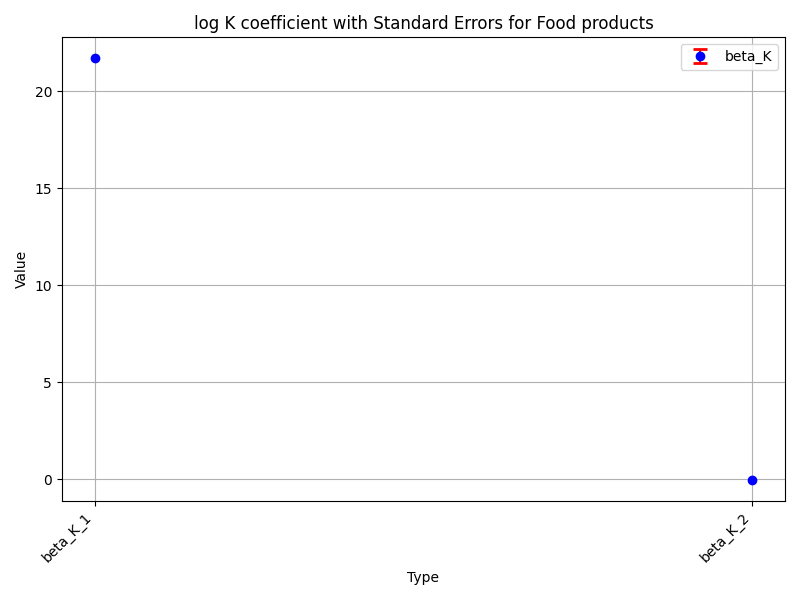 log K coefficient with Standard Errors for Food products
beta_K
20
15
10
5
0
Value
beta_K_1
beta_K_2
Type